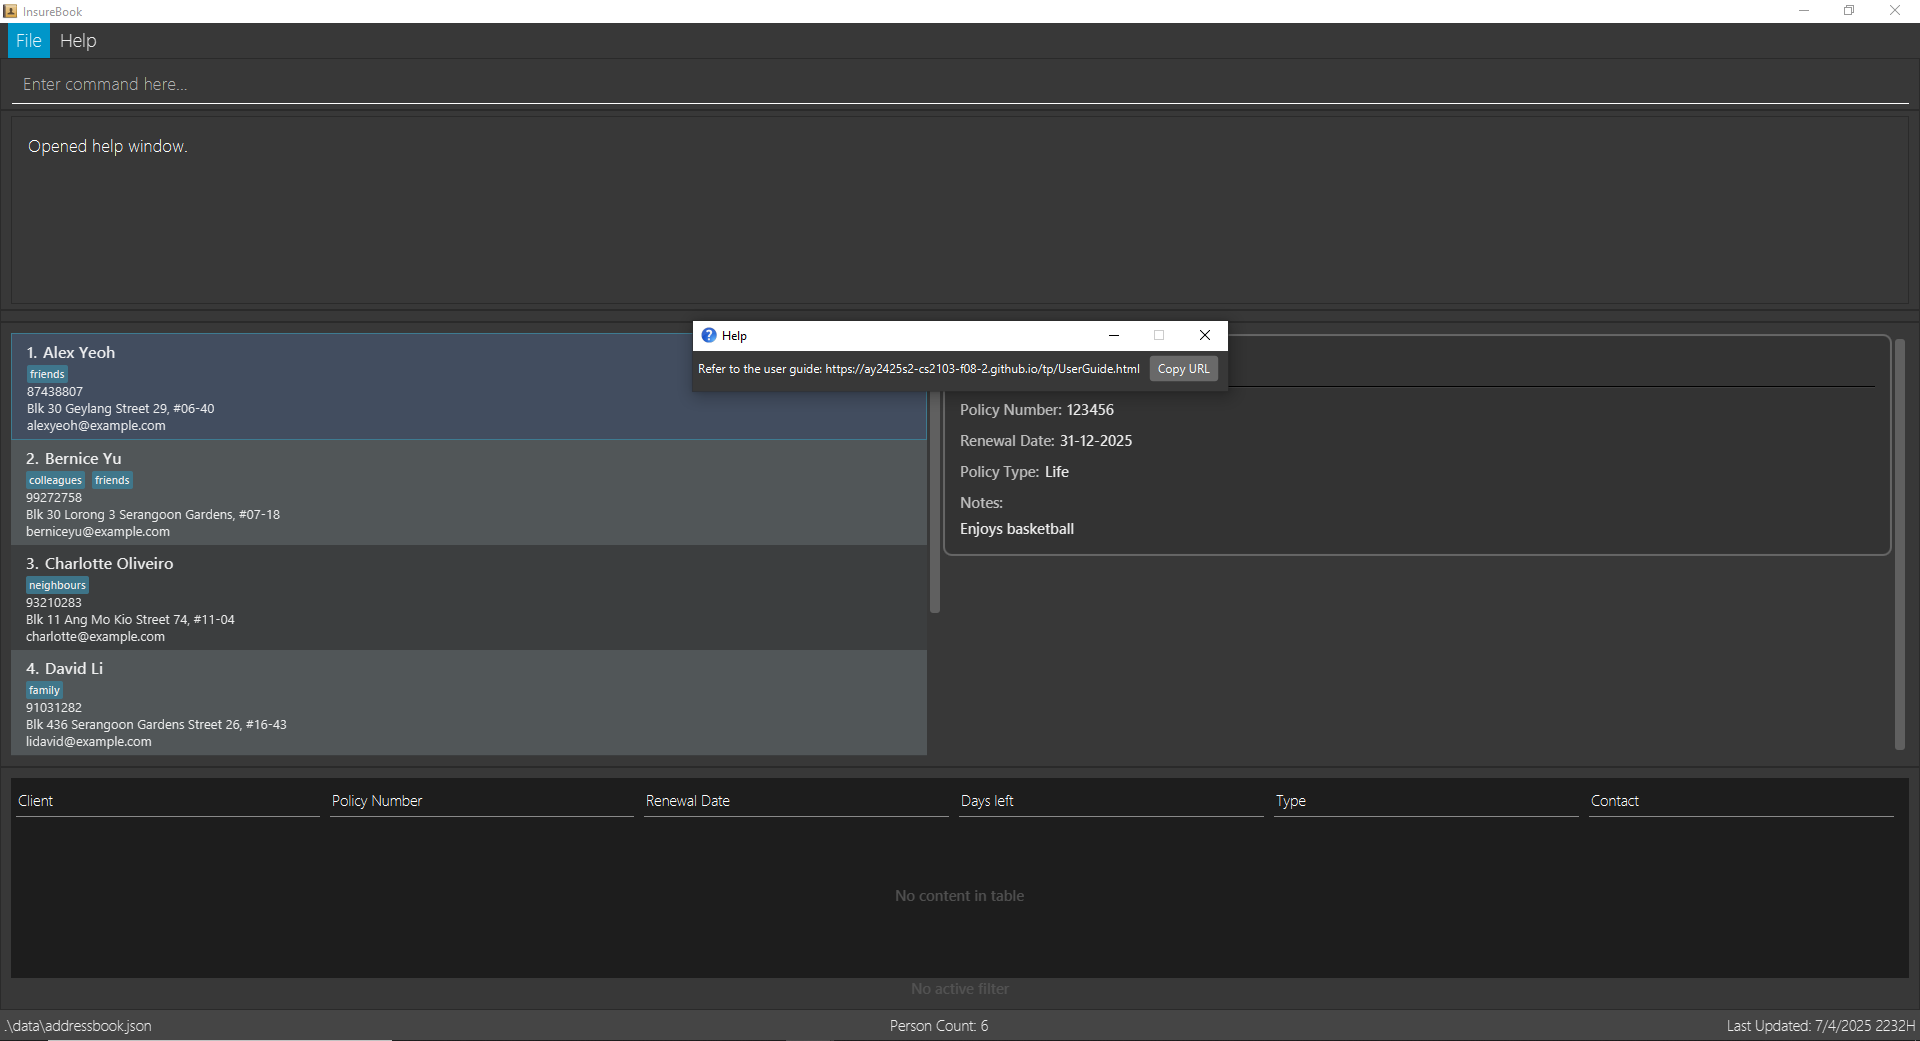 InsureBook
File Help
Enter command here...
Opened help window.
Help
Refer to the user guide: https://ay2425s2-cs2103-f08-2.github.io/tp/UserGuide.html Copy URL
1. Alex Yeoh
friends
87438807
Blk 30 Geylang Street 29, #06-40
alexyeoh@example.com
2. Bernice Yu
colleagues friends
99272758
Blk 30 Lorong 3 Serangoon Gardens, #07-18
berniceyu@example.com
3. Charlotte Oliveiro
neighbours
93210283
Blk 11 Ang Mo Kio Street 74, #11-04
charlotte@example.com
4. David Li
family
91031282
Blk 436 Serangoon Gardens Street 26, #16-43
lidavid@example.com
Policy Number: 123456
Renewal Date: 31-12-2025
Policy Type: Life
Notes:
Enjoys basketball
Client Policy Number Renewal Date Days left Type Contact
No content in table
No active filter
.\data\addressbook.json Person Count: 6 Last Updated: 7/4/2025 2232H